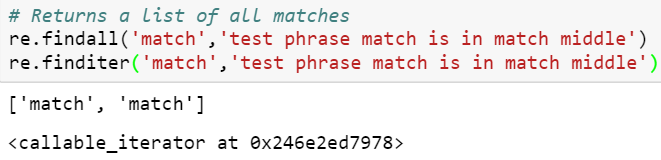 # Returns a list of all matches
re.findall('match','test phrase match is in match middle')
re.finditer('match','test phrase match is in match middle')
['match', 'match']
<callable_iterator at 0x246e2ed7978>